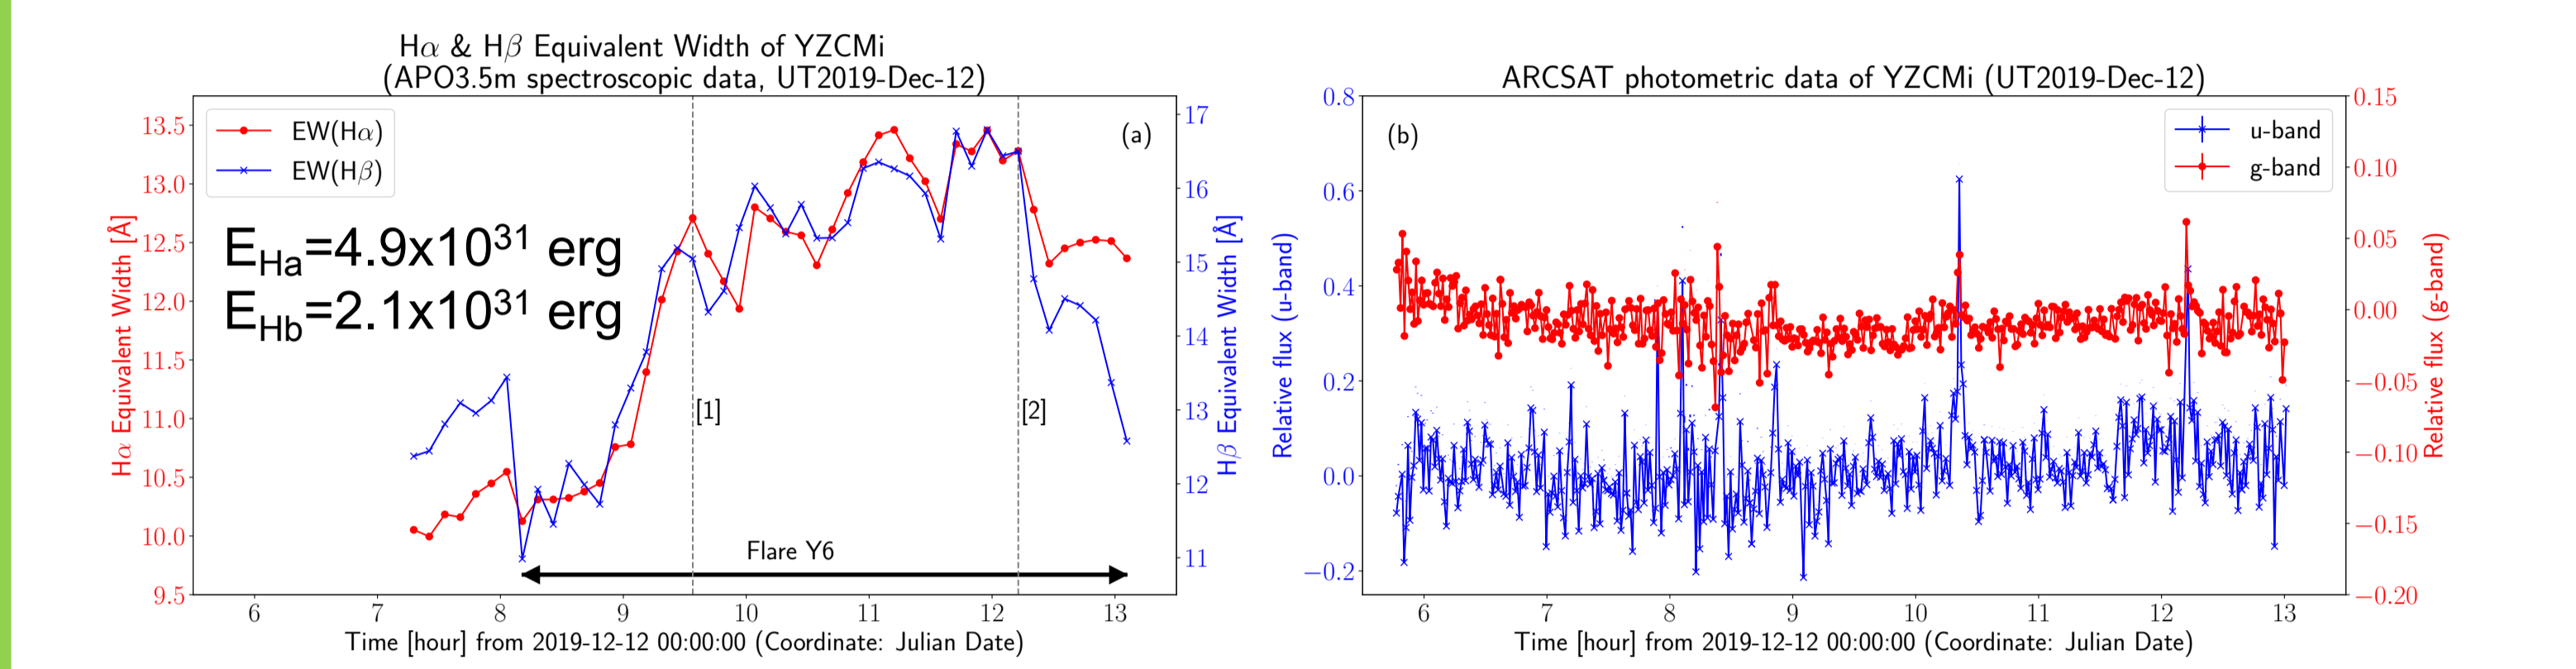 Hα & Hβ Equivalent Width of YZCMi
(APO3.5m spectroscopic data, UT2019-Dec-12)
EW(Hα)
EW(Hβ)
(a)
E_Ha=4.9x10^31 erg
E_Hb=2.1x10^31 erg
[1]
[2]
Flare Y6
Hα Equivalent Width [Å]
13.5
13.0
12.5
12.0
11.5
11.0
10.5
10.0
9.5
Hβ Equivalent Width [Å]
17
16
15
14
13
12
11
6 7 8 9 10 11 12 13
Time [hour] from 2019-12-12 00:00:00 (Coordinate: Julian Date)
ARCSAT photometric data of YZCMi (UT2019-Dec-12)
(b)
u-band
g-band
Relative flux (u-band)
0.8
0.6
0.4
0.2
0.0
−0.2
Relative flux (g-band)
0.15
0.10
0.05
0.00
−0.05
−0.10
−0.15
−0.20
6 7 8 9 10 11 12 13
Time [hour] from 2019-12-12 00:00:00 (Coordinate: Julian Date)